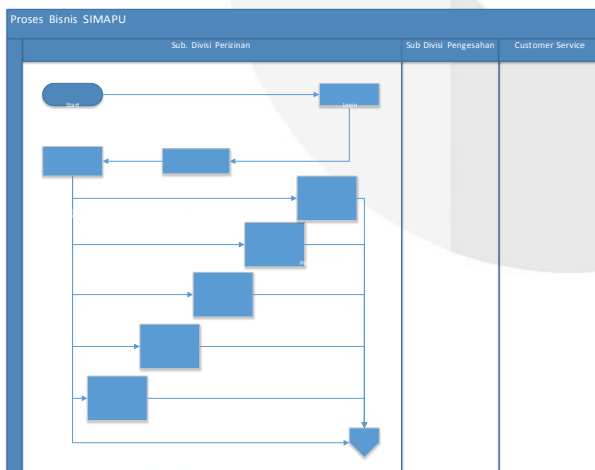 Proses Bisnis SIMAPU
Sub. Divisi Perizinan
Sub Divisi Pengesahan
Customer Service
Start
Login